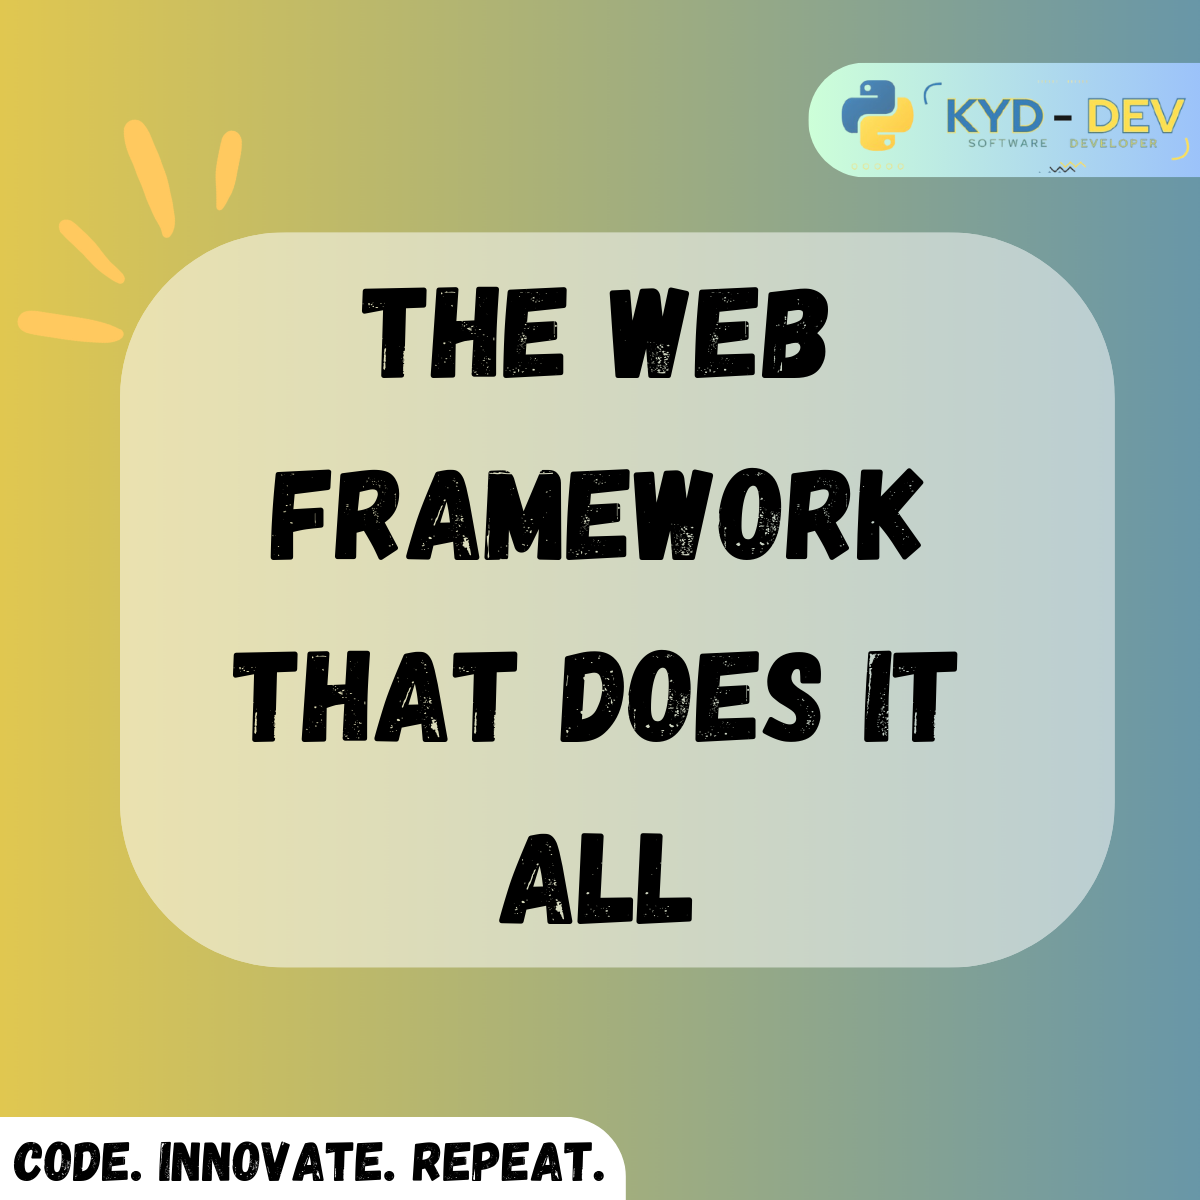 KYD - DEV
SOFTWARE DEVELOPER
THE WEB
FRAMEWORK
THAT DOES IT
ALL
CODE. INNOVATE. REPEAT.